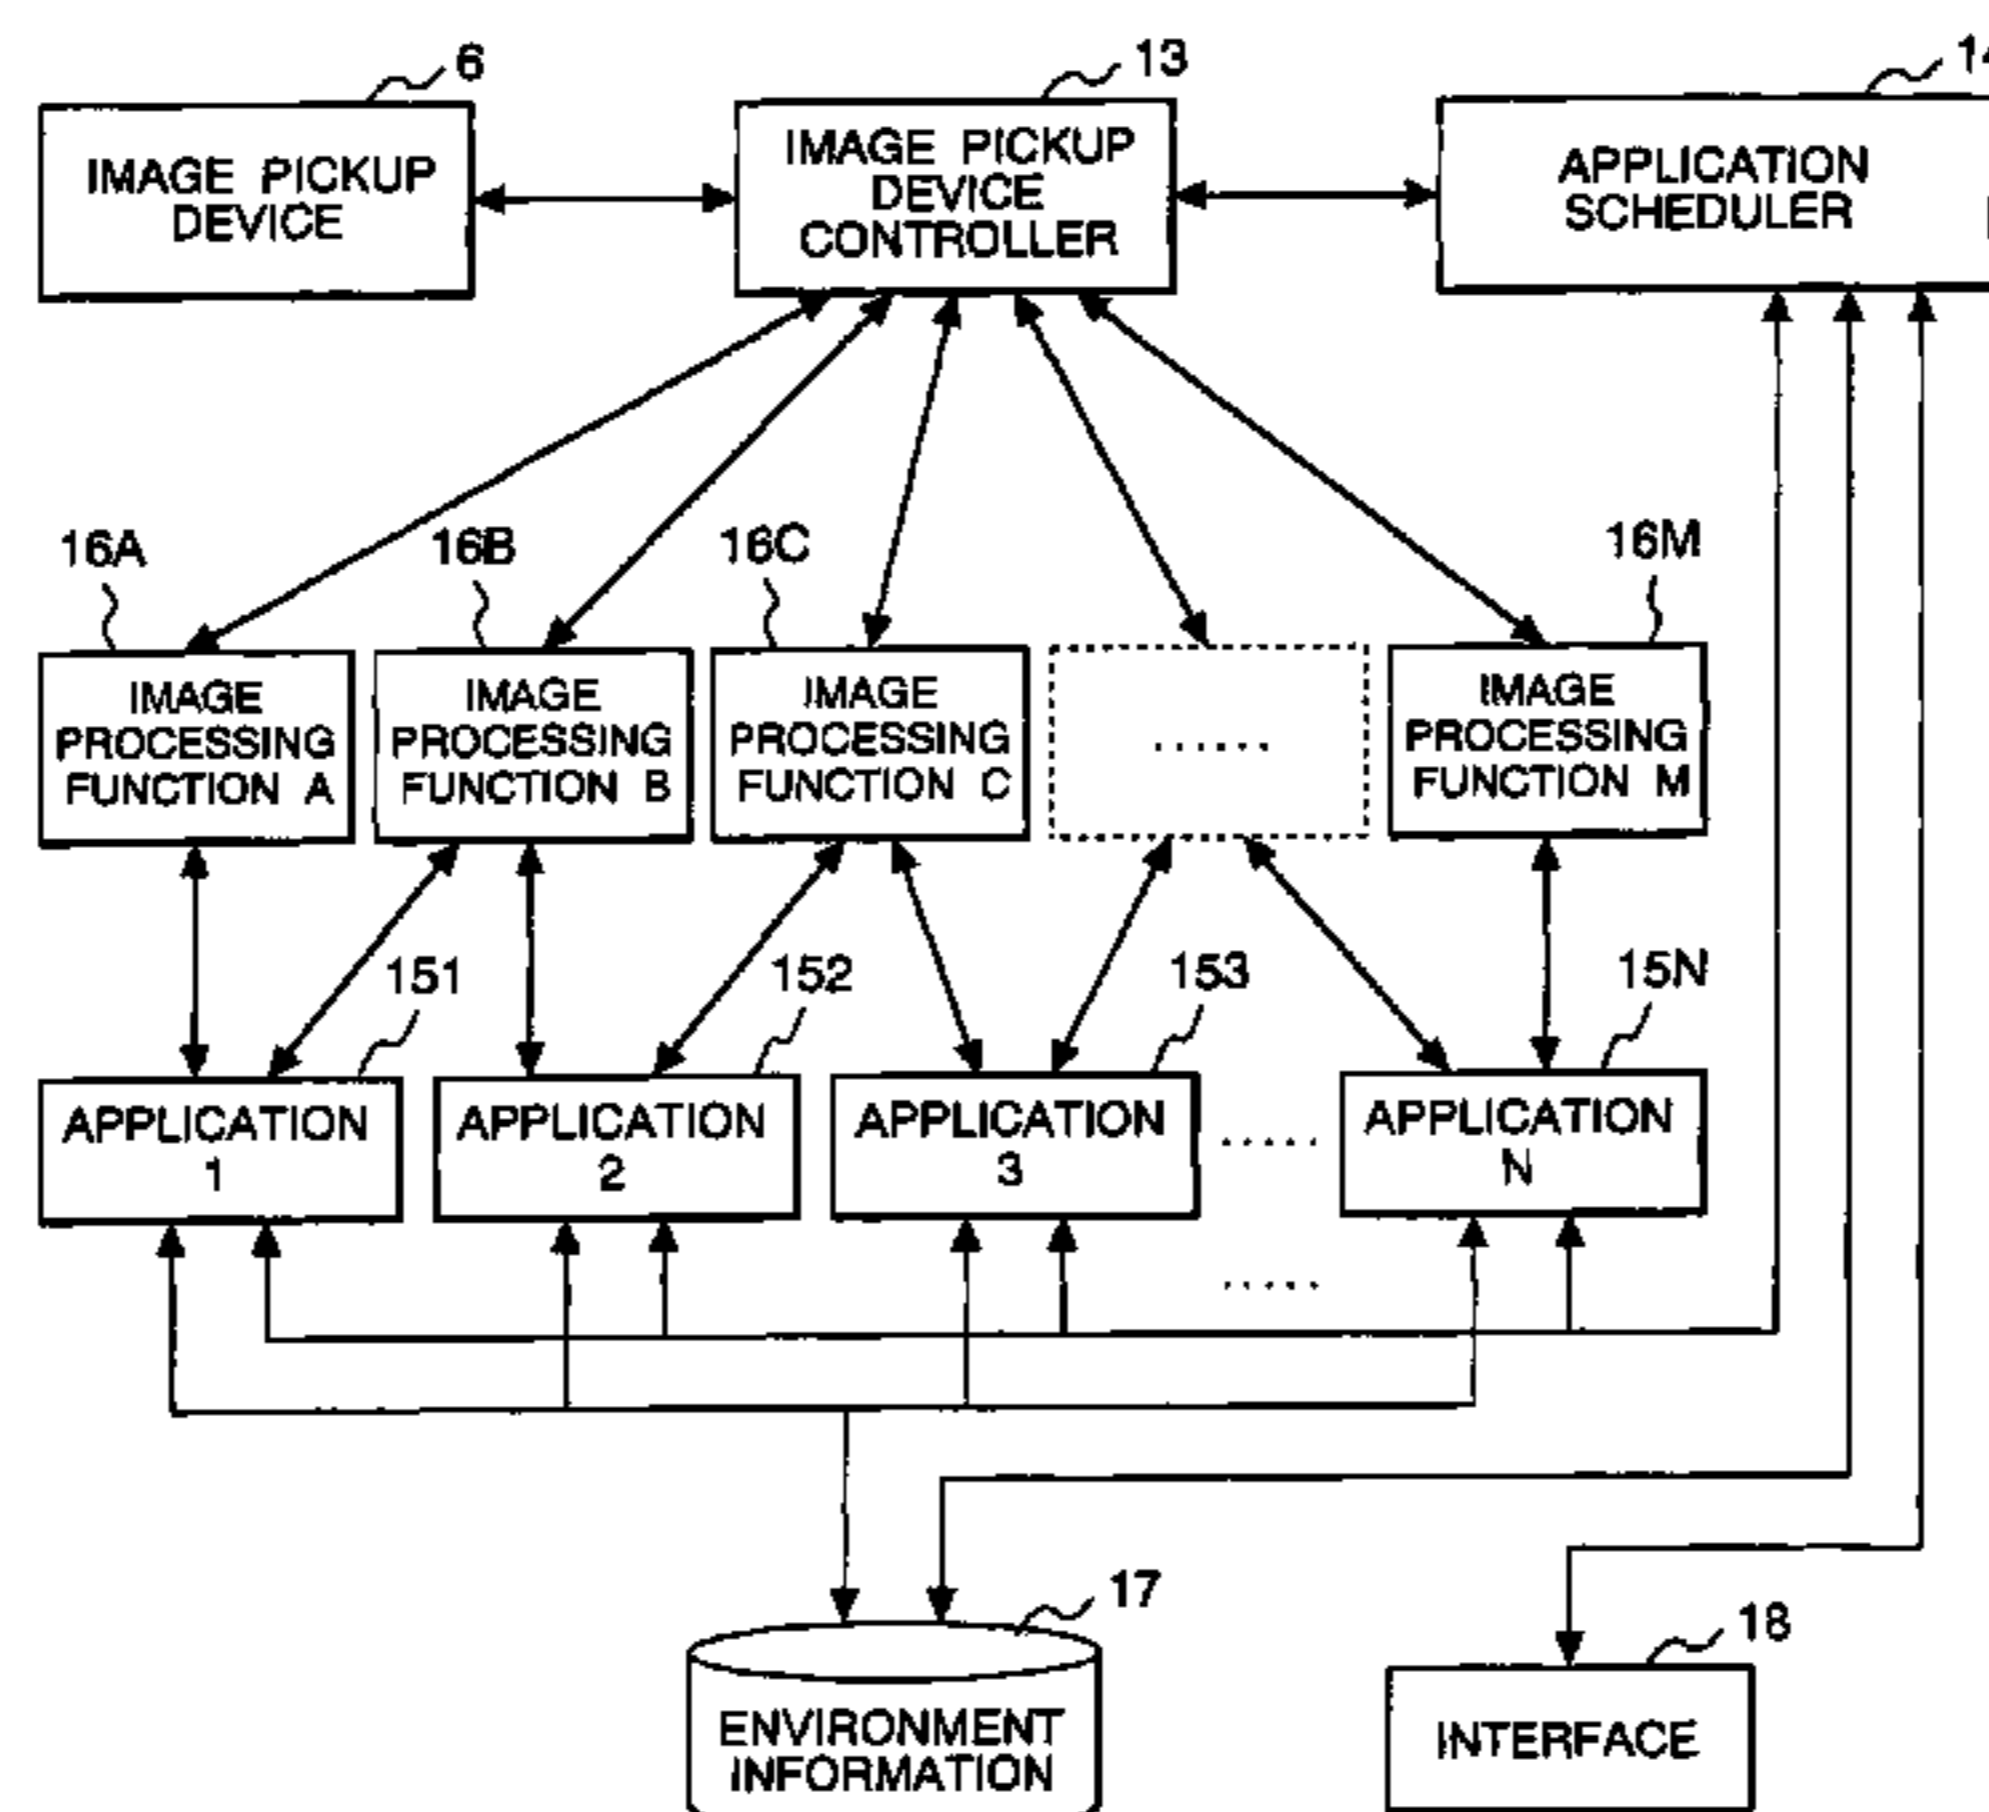 6
13
IMAGE PICKUP
DEVICE
IMAGE PICKUP
DEVICE
CONTROLLER
APPLICATION
SCHEDULER
16A
16B
16C
16M
IMAGE
PROCESSING
FUNCTION A
IMAGE
PROCESSING
FUNCTION B
IMAGE
PROCESSING
FUNCTION C
......
IMAGE
PROCESSING
FUNCTION M
151
152
153
15N
APPLICATION
1
APPLICATION
2
APPLICATION
3
.....
APPLICATION
N
.....
17
18
ENVIRONMENT
INFORMATION
INTERFACE